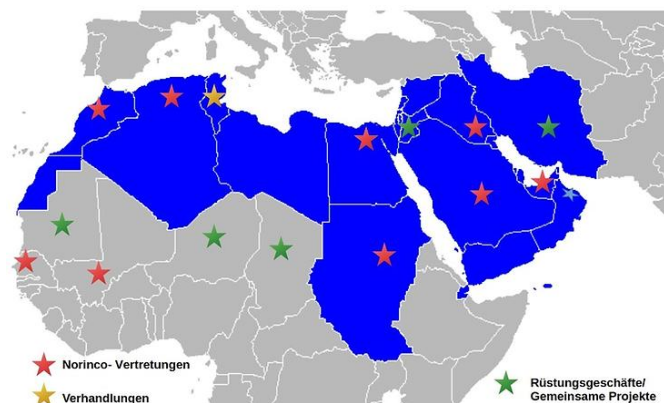 Norinco- Vertretungen
Verhandlungen
Rüstungsgeschäfte/
Gemeinsame Projekte